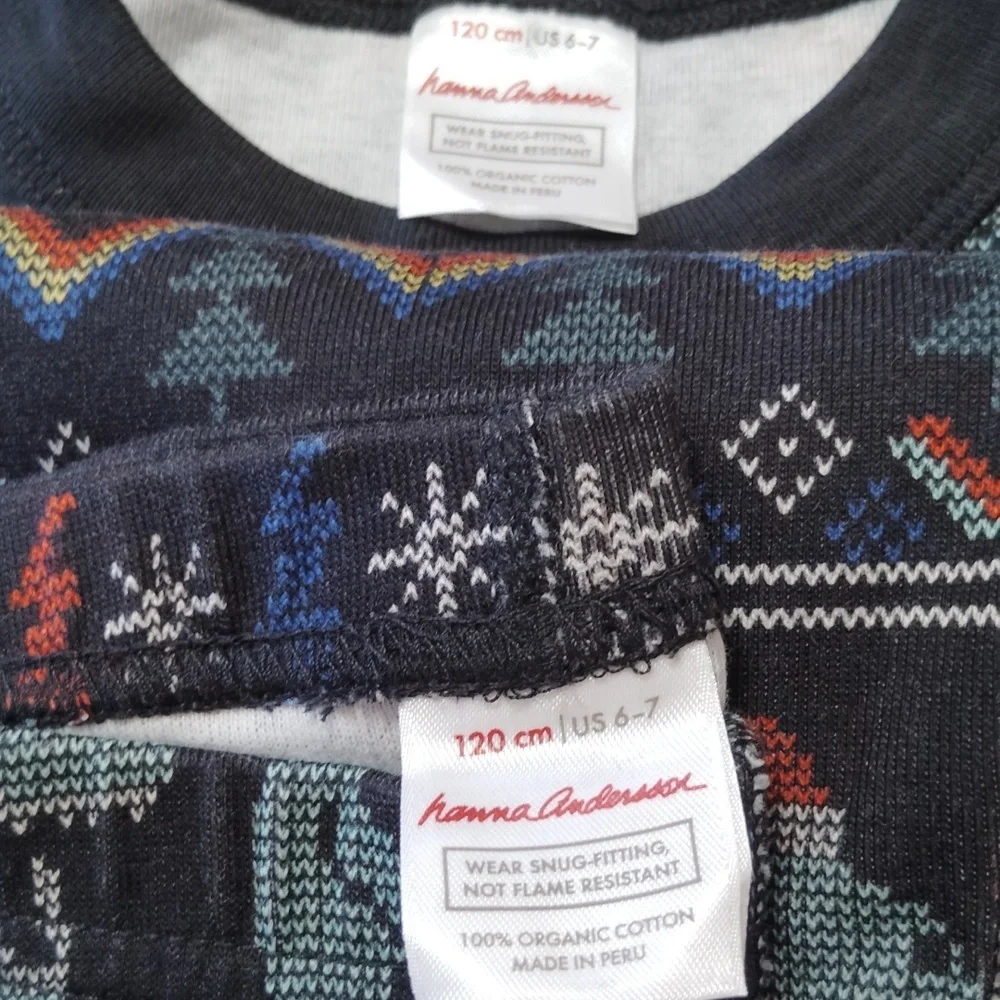 120 cm | US 6-7
hanna Andersson
WEAR SNUG-FITTING,
NOT FLAME RESISTANT
100% ORGANIC COTTON
MADE IN PERU
120 cm | US 6-7
hanna Andersson
WEAR SNUG-FITTING,
NOT FLAME RESISTANT
100% ORGANIC COTTON
MADE IN PERU